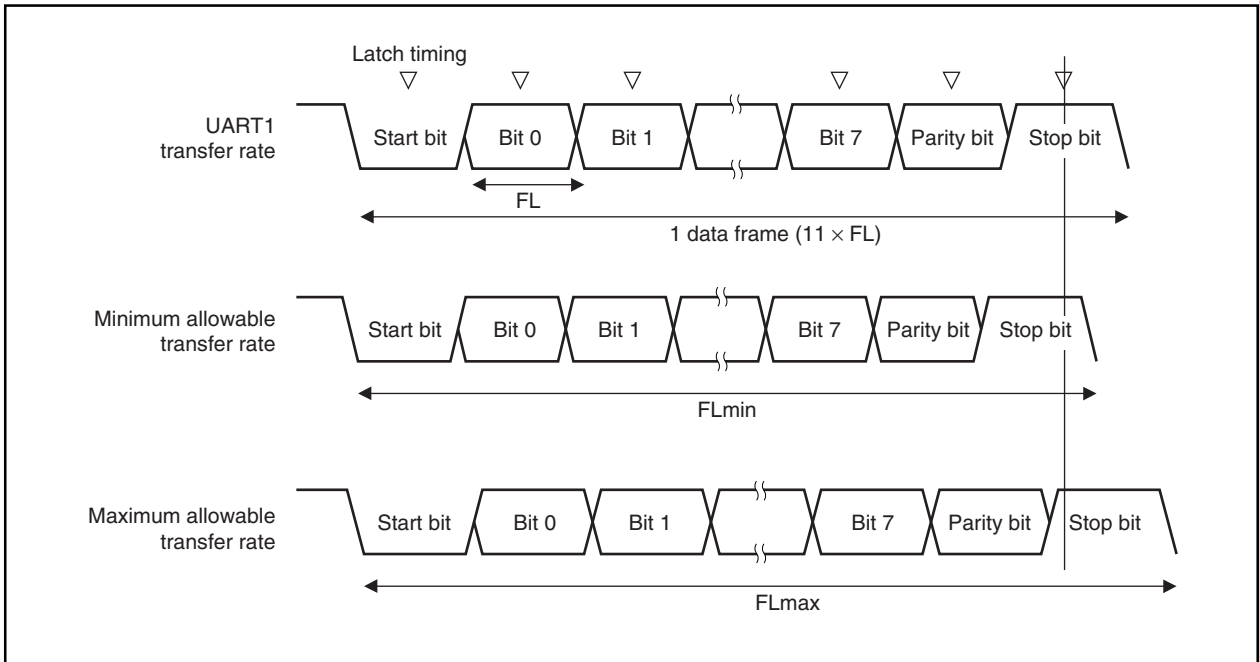 Latch timing
UART1
transfer rate
Start bit
Bit 0
Bit 1
Bit 7
Parity bit
Stop bit
FL
1 data frame (11 × FL)
Minimum allowable
transfer rate
Start bit
Bit 0
Bit 1
Bit 7
Parity bit
Stop bit
FLmin
Maximum allowable
transfer rate
Start bit
Bit 0
Bit 1
Bit 7
Parity bit
Stop bit
FLmax